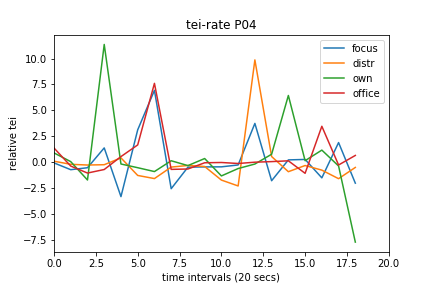 tei-rate P04
focus
distr
own
office
relative tei
10.0
7.5
5.0
2.5
0.0
−2.5
−5.0
−7.5
0.0 2.5 5.0 7.5 10.0 12.5 15.0 17.5 20.0
time intervals (20 secs)